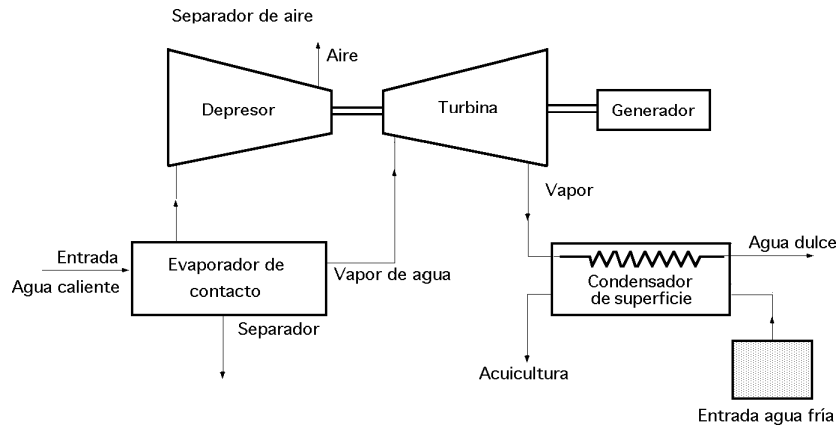 Separador de aire
Aire
Depresor
Turbina
Generador
Vapor
Entrada
Agua caliente
Evaporador de
contacto
Vapor de agua
Separador
Agua dulce
Condensador
de superficie
Acuicultura
Entrada agua fría